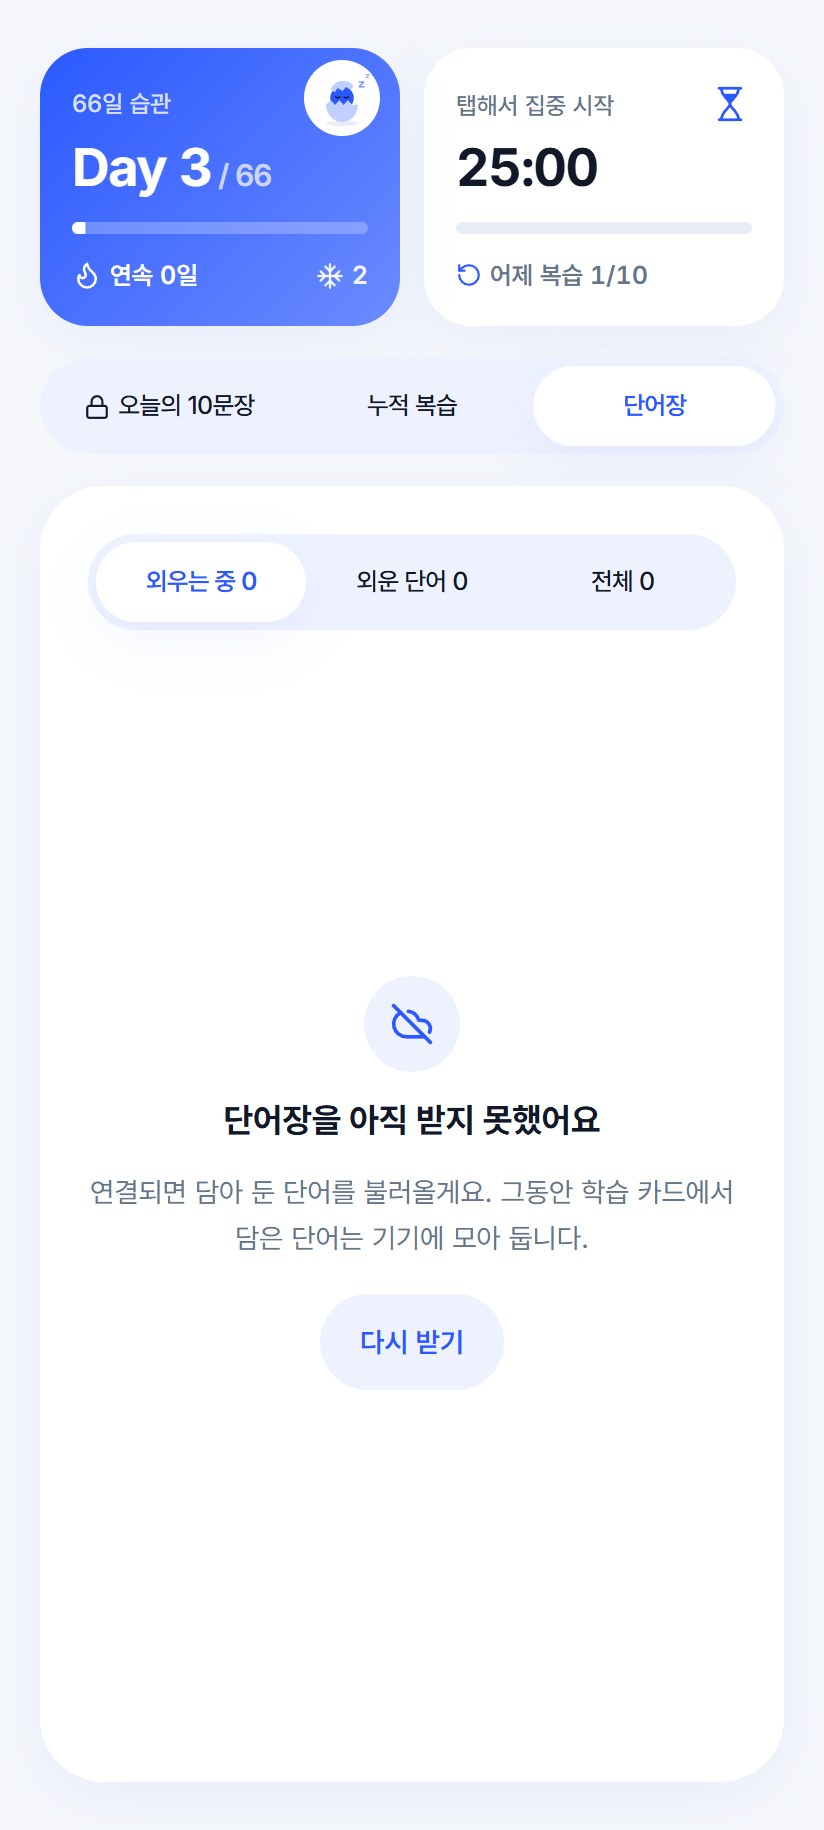 66일 습관
z
z
Day 3 / 66
연속 0일
2
탭해서 집중 시작
25:00
어제 복습 1/10
오늘의 10문장
누적 복습
단어장
외우는 중 0
외운 단어 0
전체 0
단어장을 아직 받지 못했어요
연결되면 담아 둔 단어를 불러올게요. 그동안 학습 카드에서
담은 단어는 기기에 모아 둡니다.
다시 받기